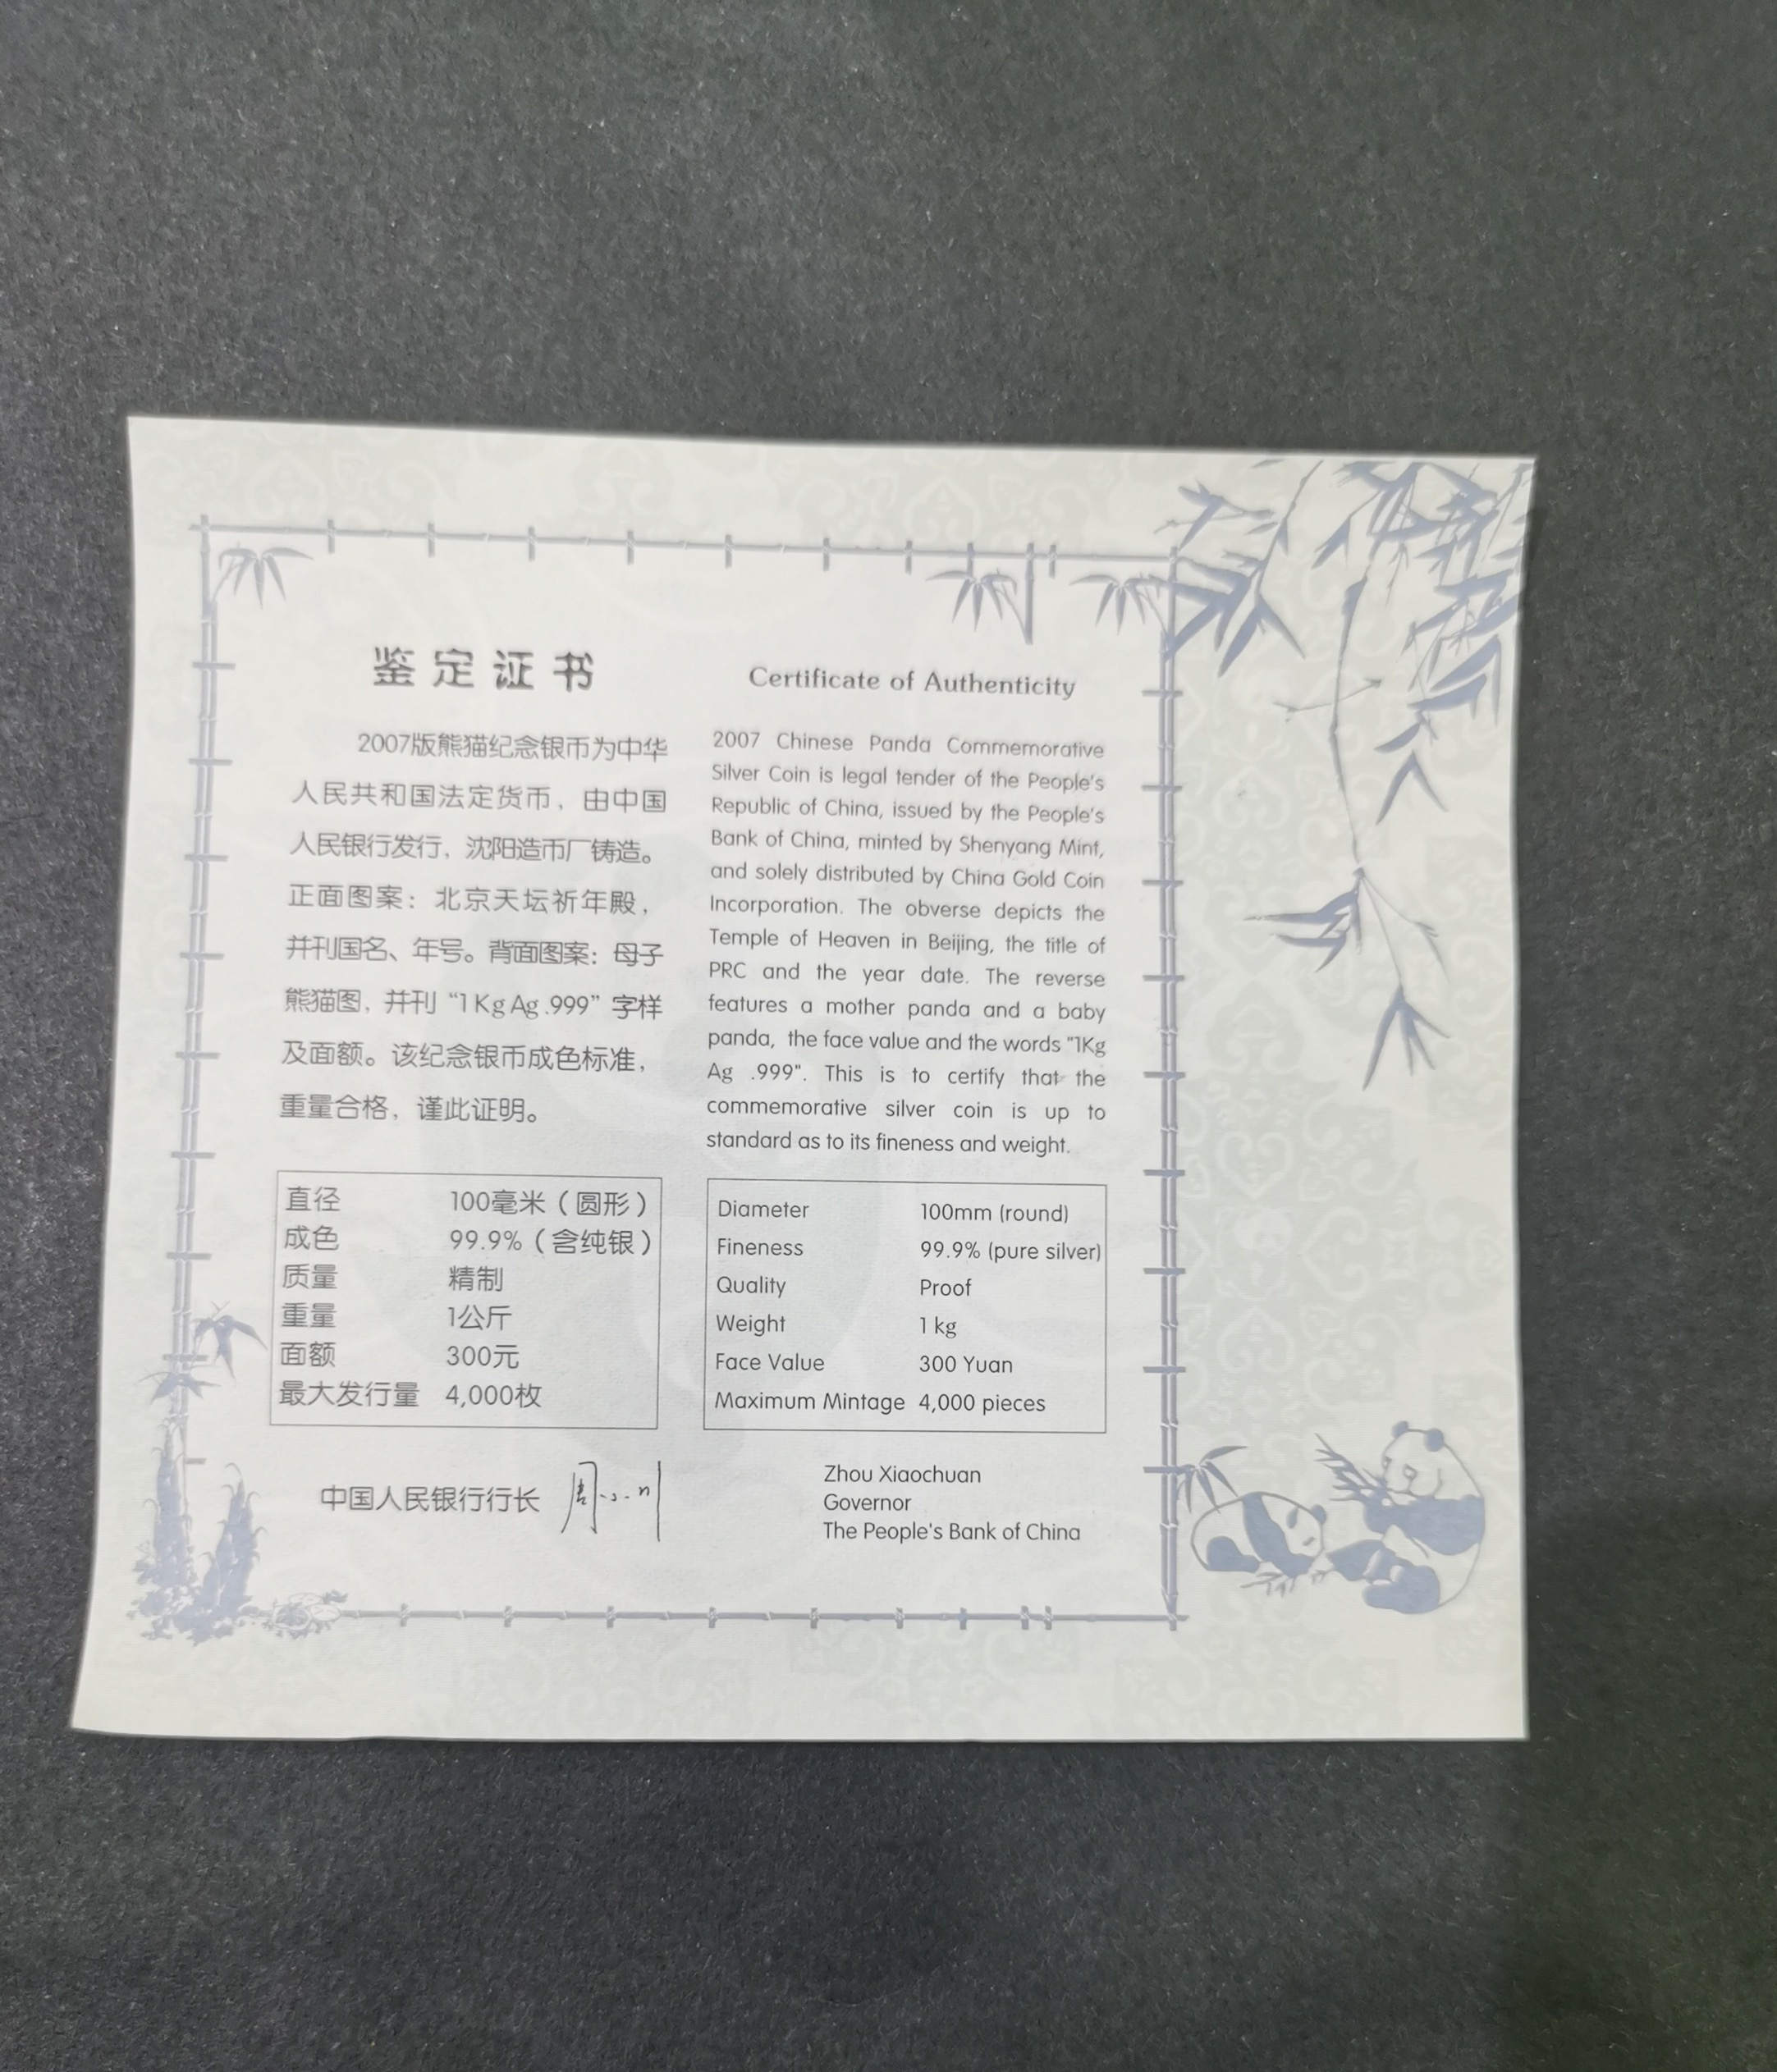 鉴定证书
2007版熊猫纪念银币为中华
人民共和国法定货币，由中国
人民银行发行，沈阳造币厂铸造。
正面图案：北京天坛祈年殿，
并刊国名、年号。背面图案：母子
熊猫图，并刊“1Kg Ag .999”字样
及面额。该纪念银币成色标准，
重量合格，谨此证明。
直径 100毫米（圆形）
成色 99.9%（含纯银）
质量 精制
重量 1公斤
面额 300元
最大发行量 4,000枚
中国人民银行行长 周小川
Certificate of Authenticity
2007 Chinese Panda Commemorative
Silver Coin is legal tender of the People's
Republic of China, issued by the People's
Bank of China, minted by Shenyang Mint,
and solely distributed by China Gold Coin
Incorporation. The obverse depicts the
Temple of Heaven in Beijing, the title of
PRC and the year date. The reverse
features a mother panda and a baby
panda, the face value and the words "1Kg
Ag .999". This is to certify that the
commemorative silver coin is up to
standard as to its fineness and weight.
Diameter 100mm (round)
Fineness 99.9% (pure silver)
Quality Proof
Weight 1 kg
Face Value 300 Yuan
Maximum Mintage 4,000 pieces
Zhou Xiaochuan
Governor
The People's Bank of China